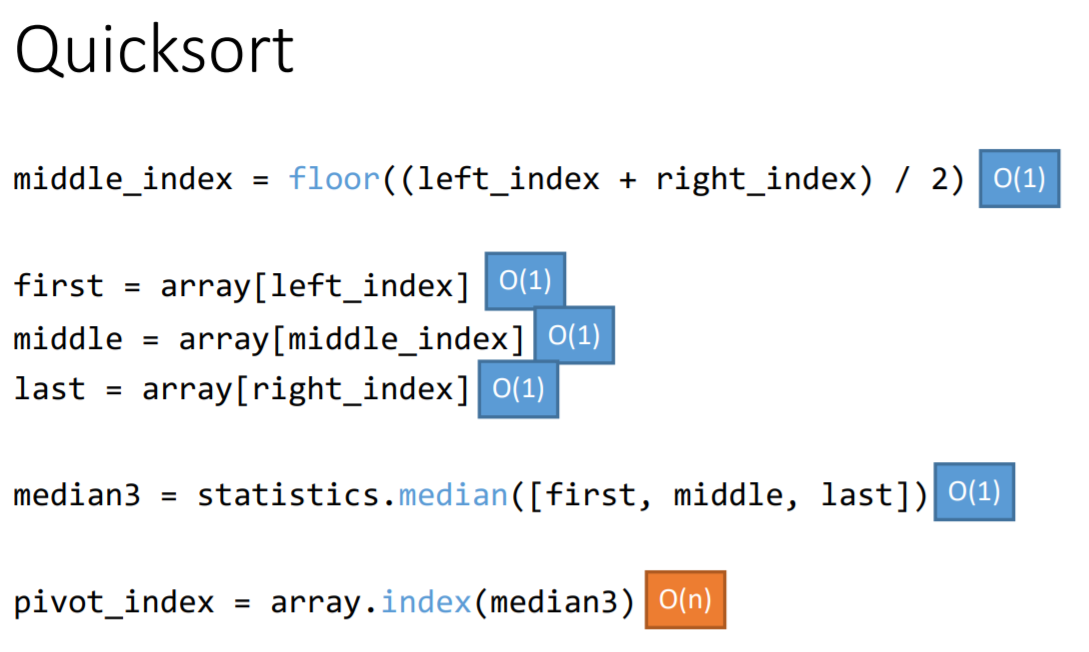 Quicksort
middle_index = floor((left_index + right_index) / 2) O(1)
first = array[left_index] O(1)
middle = array[middle_index] O(1)
last = array[right_index] O(1)
median3 = statistics.median([first, middle, last]) O(1)
pivot_index = array.index(median3) O(n)